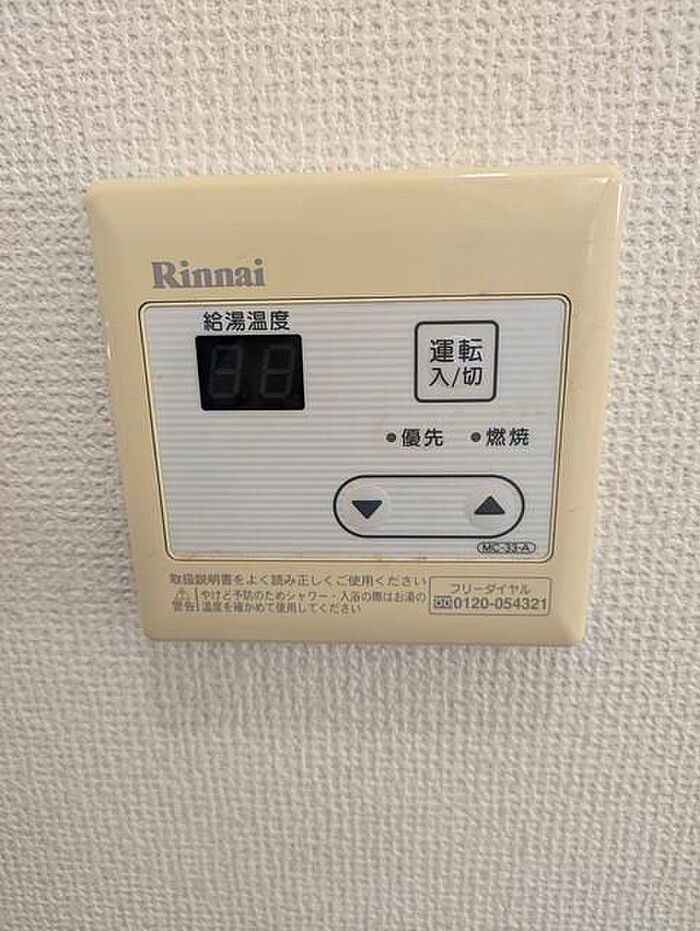 Rinnai
給湯温度
運転
入/切
優先
燃焼
MC-33-A
取扱説明書をよく読み正しくご使用ください
警告
やけど予防のためシャワー・入浴の際はお湯の
温度を確かめて使用してください
フリーダイヤル
0120-054321